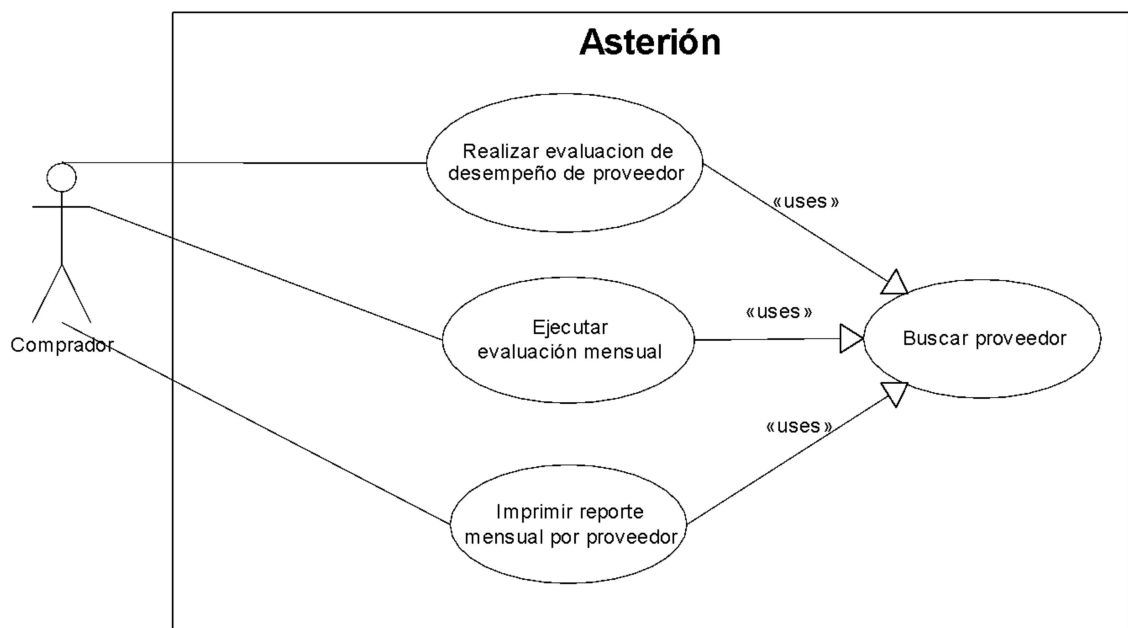 Asterión
Realizar evaluacion de
desempeño de proveedor
«uses»
Ejecutar
evaluación mensual
«uses»
Buscar proveedor
Comprador
«uses»
Imprimir reporte
mensual por proveedor